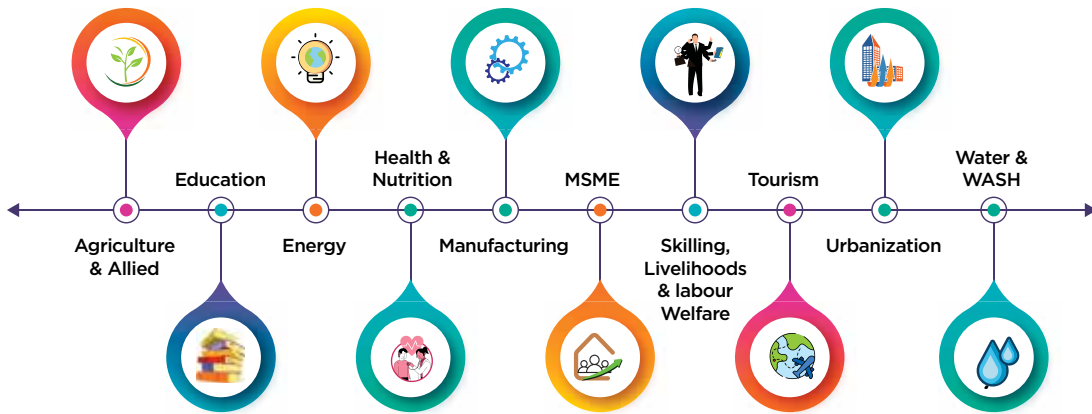 Agriculture
& Allied
Education
Energy
Health &
Nutrition
Manufacturing
MSME
Skilling,
Livelihoods
& labour
Welfare
Tourism
Urbanization
Water &
WASH